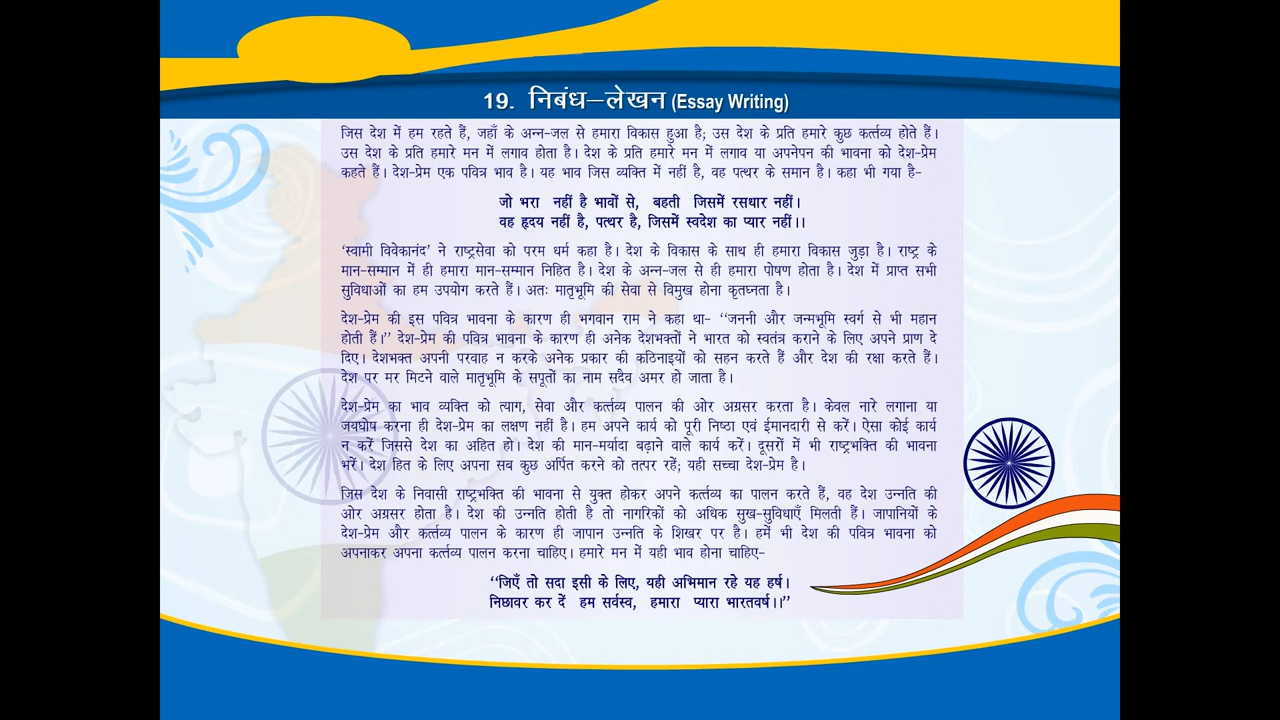 19. निबंध–लेखन (Essay Writing)
जिस देश में हम रहते हैं, जहाँ के अन्न-जल से हमारा विकास हुआ है; उस देश के प्रति हमारे कुछ कर्त्तव्य होते हैं।
उस देश के प्रति हमारे मन में लगाव होता है। देश के प्रति हमारे मन में लगाव या अपनेपन की भावना को देश-प्रेम
कहते हैं। देश-प्रेम एक पवित्र भाव है। यह भाव जिस व्यक्ति में नहीं है, वह पत्थर के समान है। कहा भी गया है-
जो भरा नहीं है भावों से, बहती जिसमें रसधार नहीं।
वह हृदय नहीं है, पत्थर है, जिसमें स्वदेश का प्यार नहीं।।
‘स्वामी विवेकानंद’ ने राष्ट्रसेवा को परम धर्म कहा है। देश के विकास के साथ ही हमारा विकास जुड़ा है। राष्ट्र के
मान-सम्मान में ही हमारा मान-सम्मान निहित है। देश के अन्न-जल से ही हमारा पोषण होता है। देश में प्राप्त सभी
सुविधाओं का हम उपयोग करते हैं। अतः मातृभूमि की सेवा से विमुख होना कृतघ्नता है।
देश-प्रेम की इस पवित्र भावना के कारण ही भगवान राम ने कहा था- ‘‘जननी और जन्मभूमि स्वर्ग से भी महान
होती हैं।’’ देश-प्रेम की पवित्र भावना के कारण ही अनेक देशभक्तों ने भारत को स्वतंत्र कराने के लिए अपने प्राण दे
दिए। देशभक्त अपनी परवाह न करके अनेक प्रकार की कठिनाइयों को सहन करते हैं और देश की रक्षा करते हैं।
देश पर मर मिटने वाले मातृभूमि के सपूतों का नाम सदैव अमर हो जाता है।
देश-प्रेम का भाव व्यक्ति को त्याग, सेवा और कर्त्तव्य पालन की ओर अग्रसर करता है। केवल नारे लगाना या
जयघोष करना ही देश-प्रेम का लक्षण नहीं है। हम अपने कार्य को पूरी निष्ठा एवं ईमानदारी से करें। ऐसा कोई कार्य
न करें जिससे देश का अहित हो। देश की मान-मर्यादा बढ़ाने वाले कार्य करें। दूसरों में भी राष्ट्रभक्ति की भावना
भरें। देश हित के लिए अपना सब कुछ अर्पित करने को तत्पर रहें; यही सच्चा देश-प्रेम है।
जिस देश के निवासी राष्ट्रभक्ति की भावना से युक्त होकर अपने कर्त्तव्य का पालन करते हैं, वह देश उन्नति की
ओर अग्रसर होता है। देश की उन्नति होती है तो नागरिकों को अधिक सुख-सुविधाएँ मिलती हैं। जापानियों के
देश-प्रेम और कर्त्तव्य पालन के कारण ही जापान उन्नति के शिखर पर है। हमें भी देश की पवित्र भावना को
अपनाकर अपना कर्त्तव्य पालन करना चाहिए। हमारे मन में यही भाव होना चाहिए-
‘‘जिएँ तो सदा इसी के लिए, यही अभिमान रहे यह हर्ष।
निछावर कर दें हम सर्वस्व, हमारा प्यारा भारतवर्ष।।’’